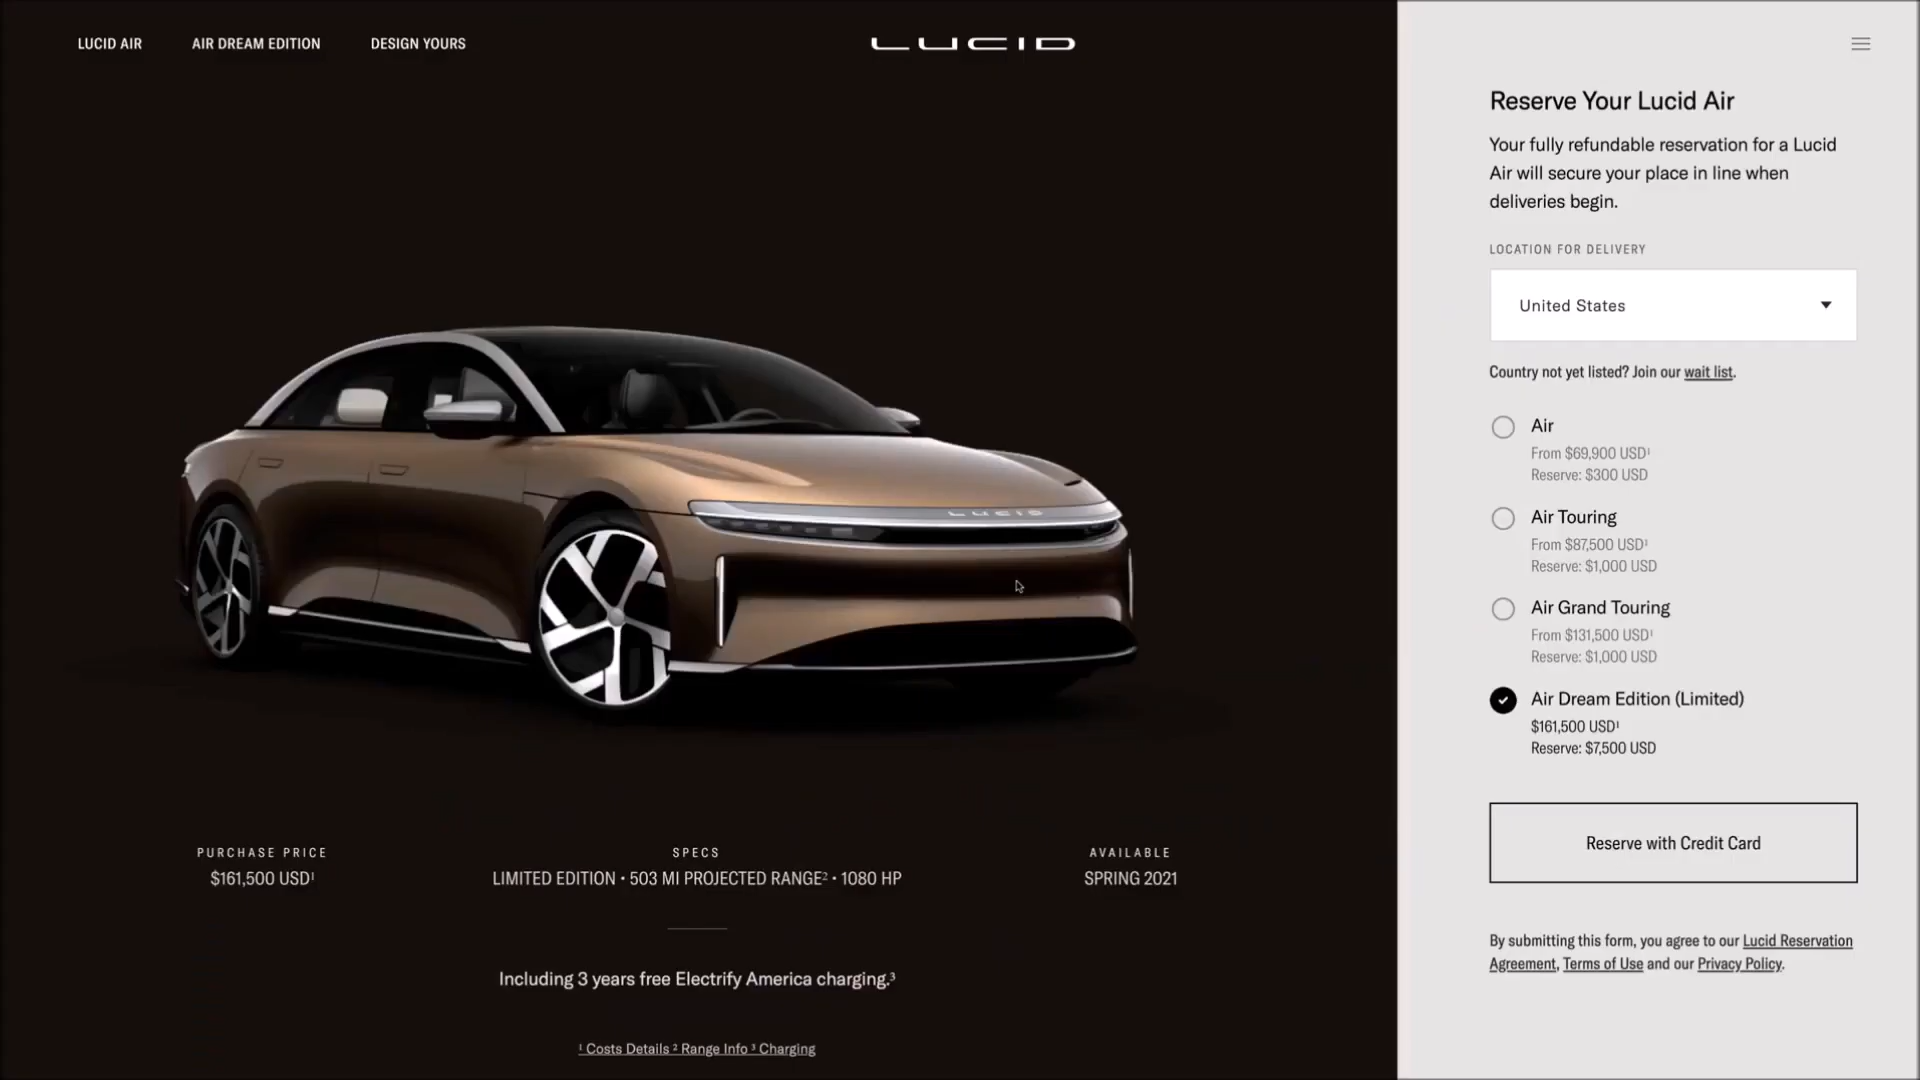 LUCID AIR
AIR DREAM EDITION
DESIGN YOURS
LUCID
LUCID
PURCHASE PRICE
$161,500 USD¹
SPECS
LIMITED EDITION • 503 MI PROJECTED RANGE² • 1080 HP
AVAILABLE
SPRING 2021
Including 3 years free Electrify America charging.³
¹ Costs Details ² Range Info ³ Charging
Reserve Your Lucid Air
Your fully refundable reservation for a Lucid
Air will secure your place in line when
deliveries begin.
LOCATION FOR DELIVERY
United States
Country not yet listed? Join our wait list.
Air
From $69,900 USD¹
Reserve: $300 USD
Air Touring
From $87,500 USD¹
Reserve: $1,000 USD
Air Grand Touring
From $131,500 USD¹
Reserve: $1,000 USD
Air Dream Edition (Limited)
$161,500 USD¹
Reserve: $7,500 USD
Reserve with Credit Card
By submitting this form, you agree to our Lucid Reservation
Agreement, Terms of Use and our Privacy Policy.